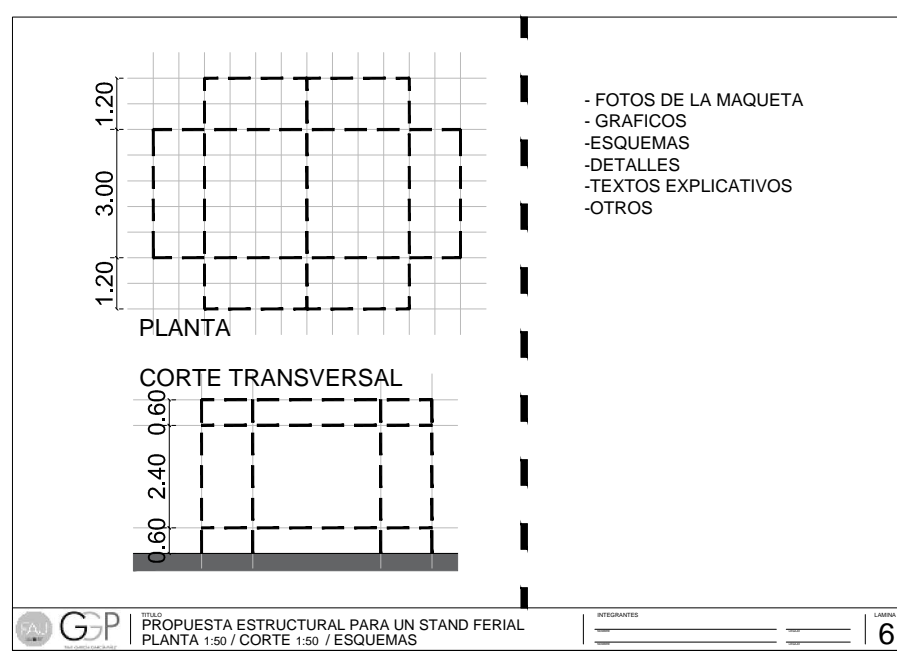 1.20
3.00
1.20
PLANTA
CORTE TRANSVERSAL
0.60
2.40
0.60
- FOTOS DE LA MAQUETA
- GRAFICOS
-ESQUEMAS
-DETALLES
-TEXTOS EXPLICATIVOS
-OTROS
FAU
GGP
TITULO
PROPUESTA ESTRUCTURAL PARA UN STAND FERIAL
PLANTA 1:50 / CORTE 1:50 / ESQUEMAS
INTEGRANTES
LAMINA
6